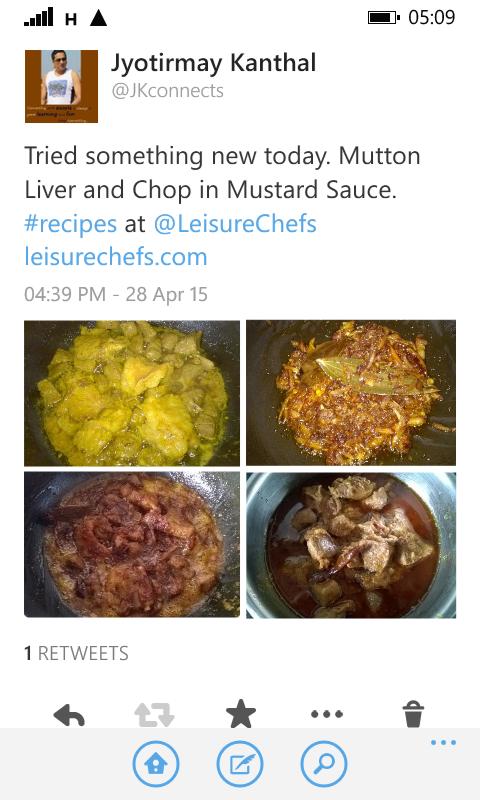 H 05:09
Jyotirmay Kanthal
@JKconnects
Tried something new today. Mutton
Liver and Chop in Mustard Sauce.
#recipes at @LeisureChefs
leisurechefs.com
04:39 PM - 28 Apr 15
1 RETWEETS